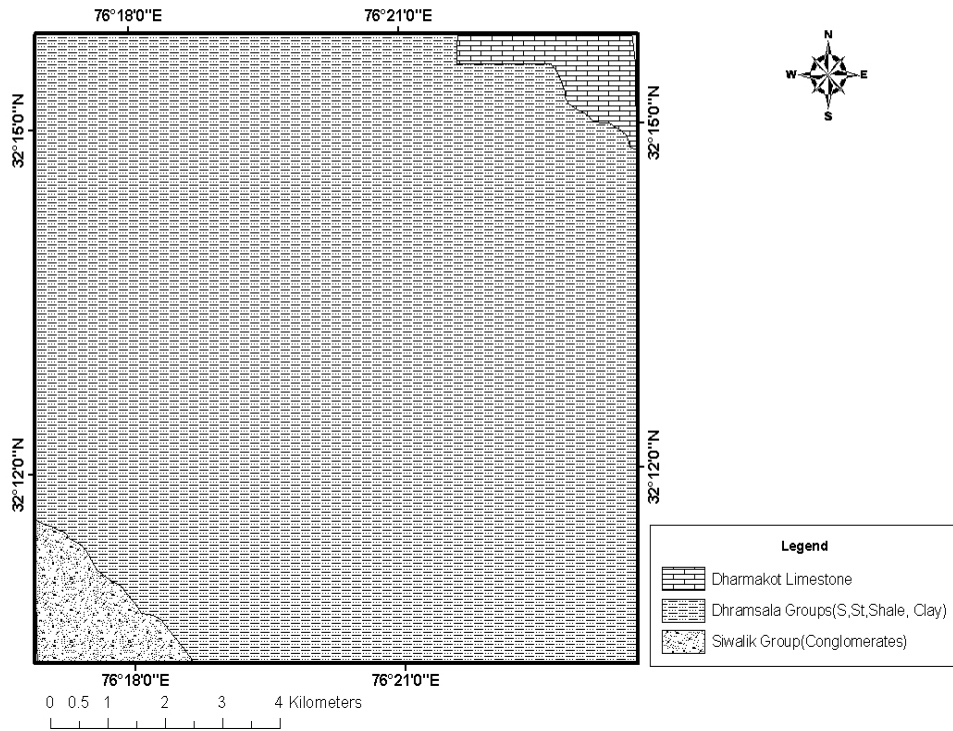 76°18'0"E 76°21'0"E
N
W E
S
32°15'0"N 32°15'0"N
32°12'0"N 32°12'0"N
Legend
Dharmakot Limestone
Dhramsala Groups(S,St,Shale, Clay)
Siwalik Group(Conglomerates)
76°18'0"E 76°21'0"E
0 0.5 1 2 3 4 Kilometers